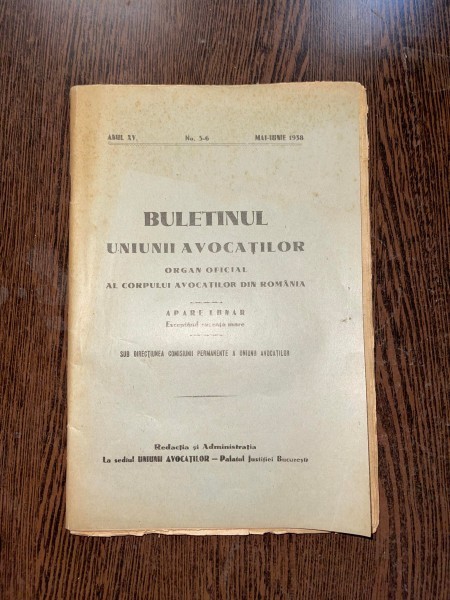 ANUL XV, No. 5-6 MAI-IUNIE 1938
BULETINUL
UNIUNII AVOCAȚILOR
ORGAN OFICIAL
AL CORPULUI AVOCAȚILOR DIN ROMÂNIA
APARE LUNAR
Exceptând vacanța mare
SUB DIRECȚIUNEA COMISIUNII PERMANENTE A UNIUNII AVOCAȚILOR
Redacția și Administrația
La sediul UNIUNII AVOCAȚILOR — Palatul Justiției București